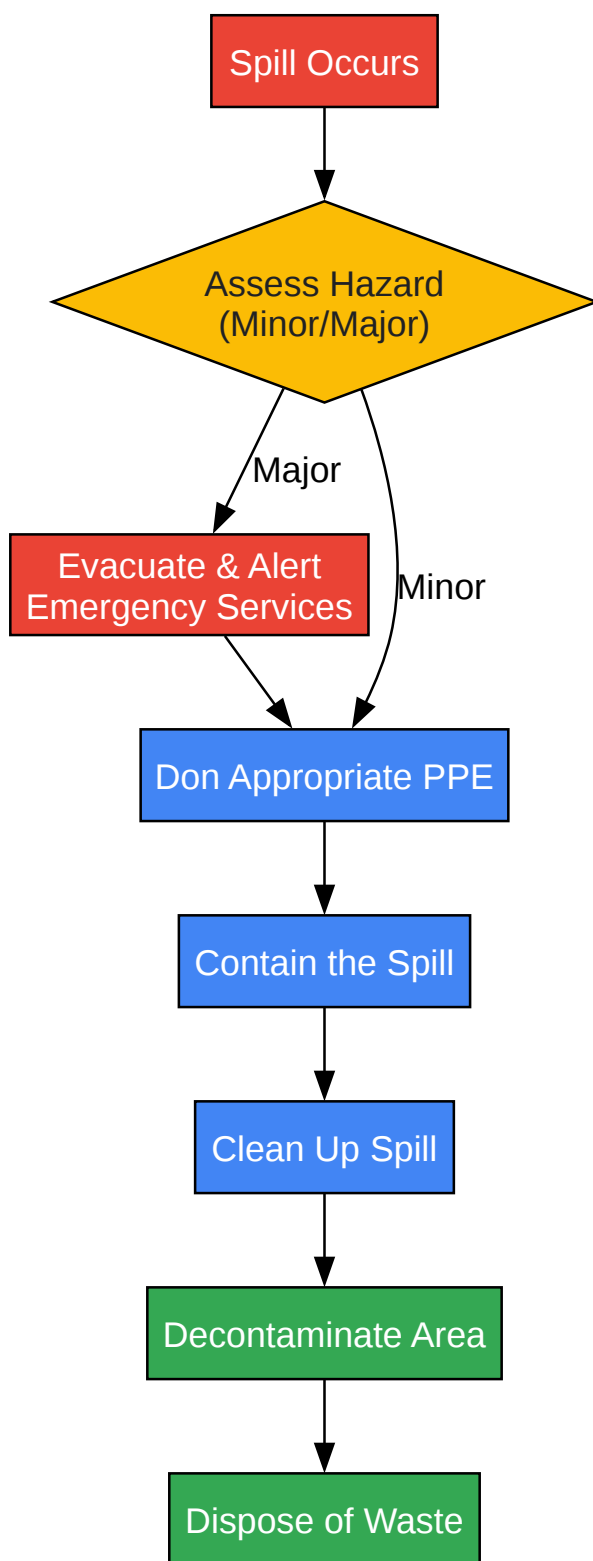 Spill Occurs
Assess Hazard
(Minor/Major)
Major
Evacuate & Alert
Emergency Services
Minor
Don Appropriate PPE
Contain the Spill
Clean Up Spill
Decontaminate Area
Dispose of Waste